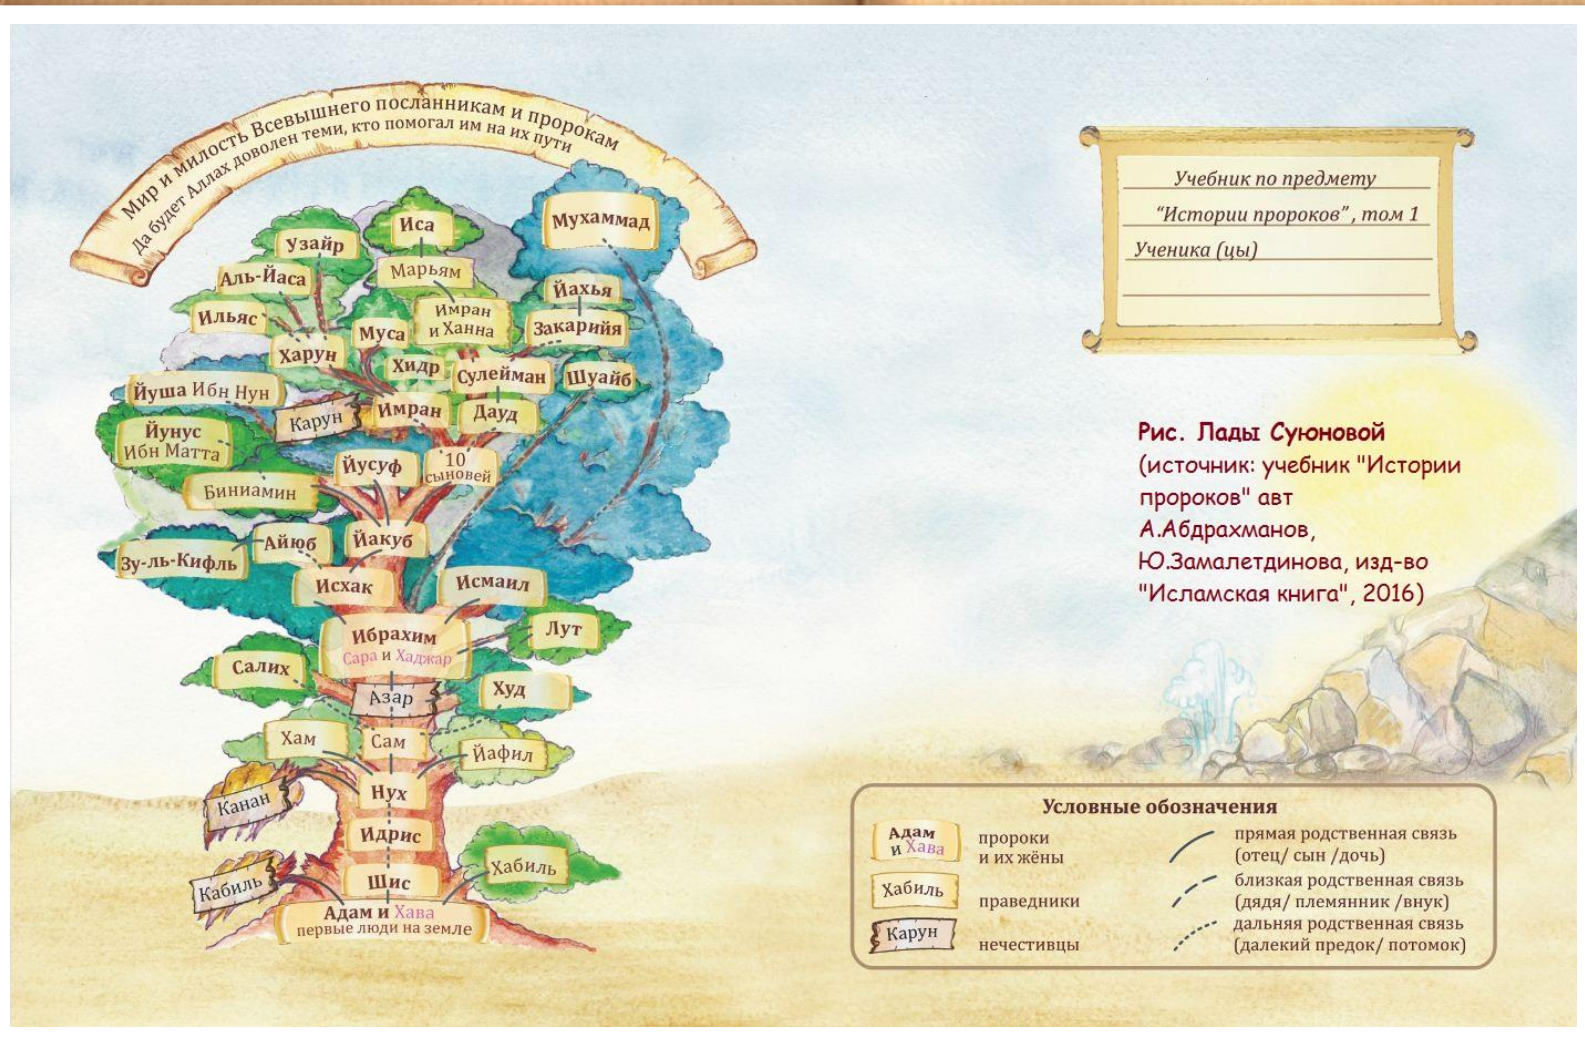 Мир и милость Всевышнего посланникам и пророкам
Да будет Аллах доволен теми, кто помогал им на их пути
Мухаммад
Иса
Узайр
Марьям
Аль-Йаса
Йахья
Имран
и Ханна
Ильяс
Муса
Закарийя
Харун
Хидр
Сулейман
Шуайб
Йуша Ибн Нун
Карун
Имран
Дауд
Йунус
Ибн Матта
Йусуф
10
сыновей
Биниамин
Айюб
Йакуб
Зу-ль-Кифль
Исхак
Исмаил
Ибрахим
Сара и Хаджар
Лут
Салих
Азар
Худ
Хам
Сам
Йафил
Канан
Нух
Идрис
Хабиль
Кабиль
Шис
Адам и Хава
первые люди на земле
Учебник по предмету
“Истории пророков” , том 1
Ученика (цы)
Рис. Лады Суюновой
(источник: учебник "Истории
пророков" авт
А.Абдрахманов,
Ю.Замалетдинова, изд-во
"Исламская книга", 2016)
Условные обозначения
Адам
и Хава
пророки
и их жёны
Хабиль
праведники
Карун
нечестивцы
прямая родственная связь
(отец/ сын /дочь)
близкая родственная связь
(дядя/ племянник /внук)
дальняя родственная связь
(далекий предок/ потомок)